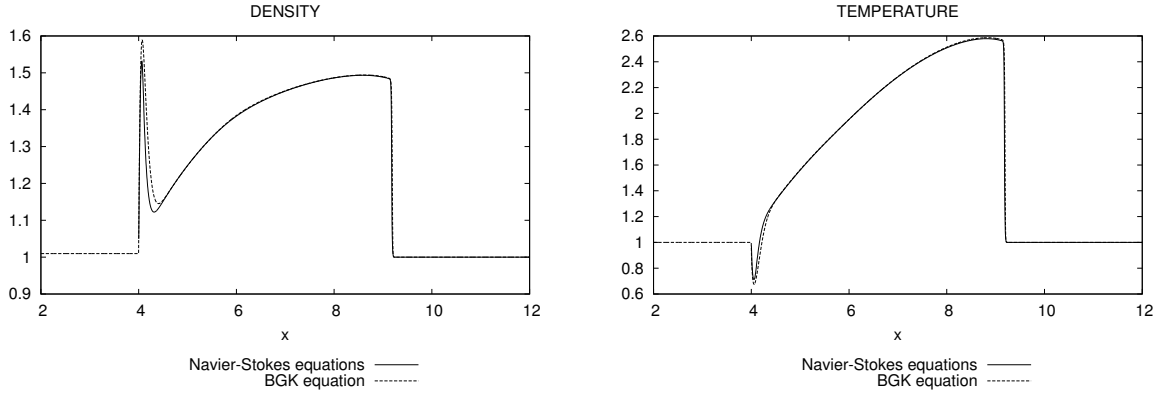 DENSITY
1.6
1.5
1.4
1.3
1.2
1.1
1
0.9
2 4 6 8 10 12
x
Navier-Stokes equations
BGK equation
TEMPERATURE
2.6
2.4
2.2
2
1.8
1.6
1.4
1.2
1
0.8
0.6
2 4 6 8 10 12
x
Navier-Stokes equations
BGK equation